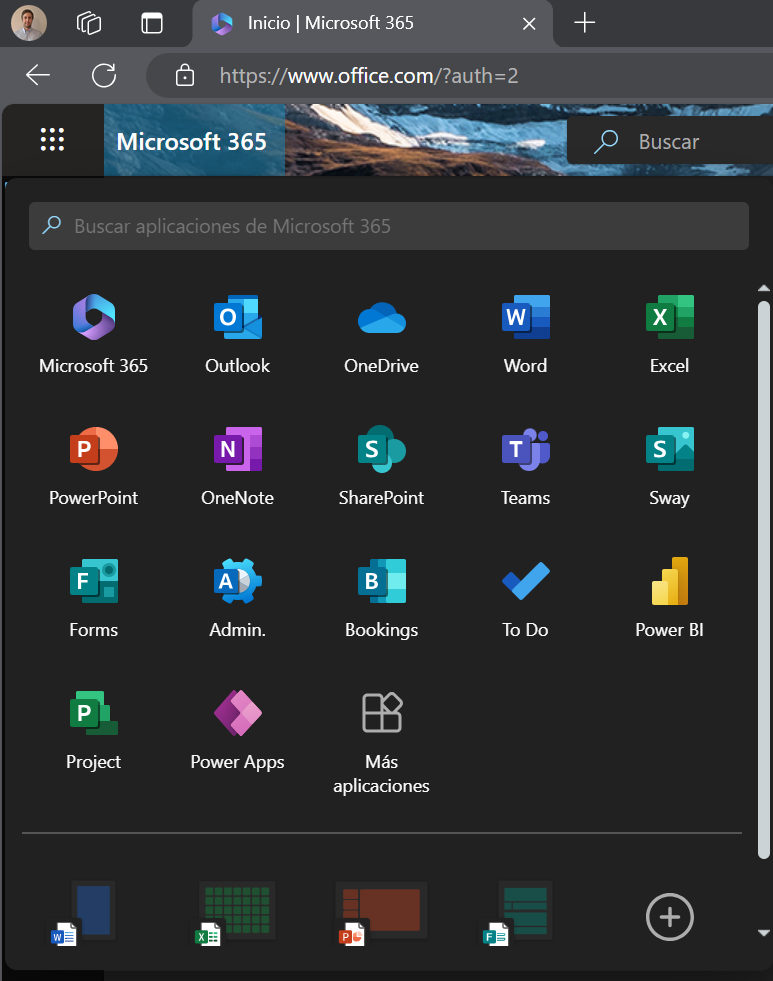 Inicio | Microsoft 365
https://www.office.com/?auth=2
Microsoft 365
Buscar
Buscar aplicaciones de Microsoft 365
Microsoft 365
Outlook
OneDrive
Word
Excel
PowerPoint
OneNote
SharePoint
Teams
Sway
Forms
Admin.
Bookings
To Do
Power BI
Project
Power Apps
Más
aplicaciones